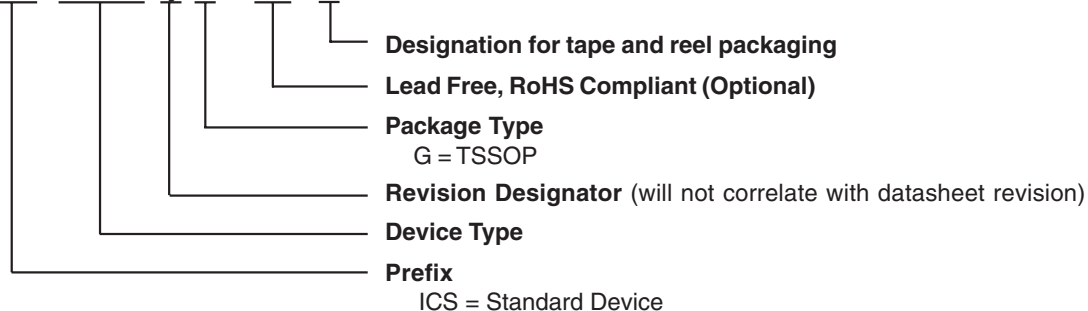 Designation for tape and reel packaging
Lead Free, RoHS Compliant (Optional)
Package Type
G = TSSOP
Revision Designator (will not correlate with datasheet revision)
Device Type
Prefix
ICS = Standard Device